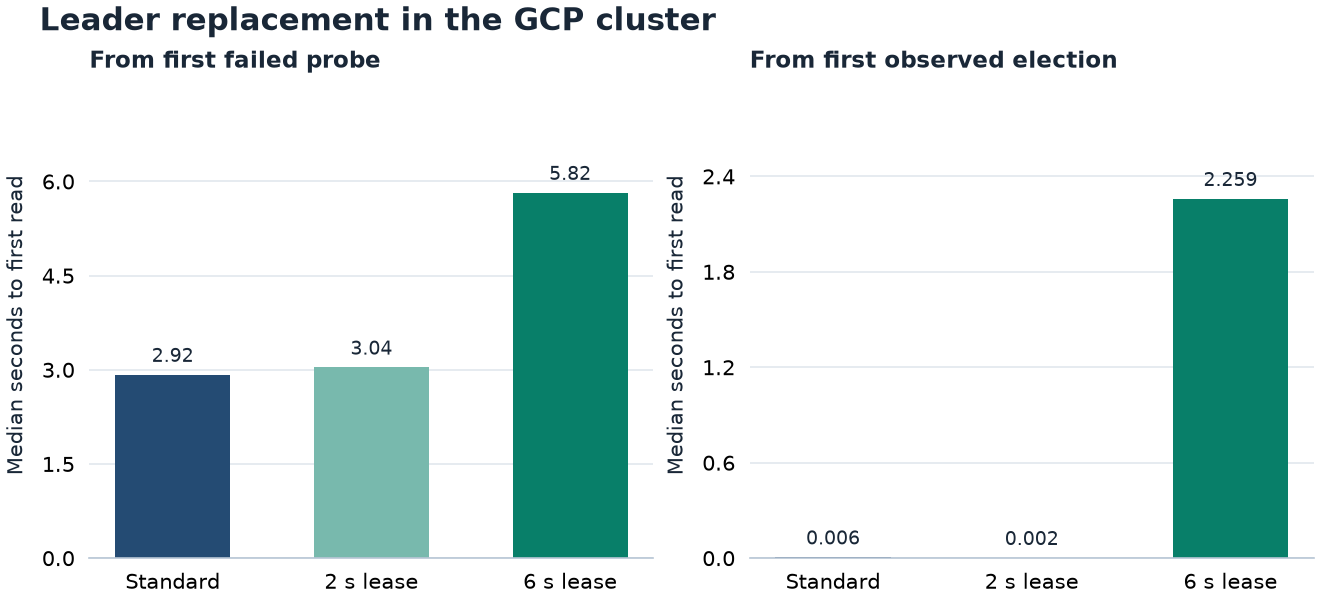 Leader replacement in the GCP cluster
From first failed probe
Median seconds to first read
6.0
4.5
3.0
1.5
0.0
2.92
3.04
5.82
Standard
2 s lease
6 s lease
From first observed election
Median seconds to first read
2.4
1.8
1.2
0.6
0.0
0.006
0.002
2.259
Standard
2 s lease
6 s lease